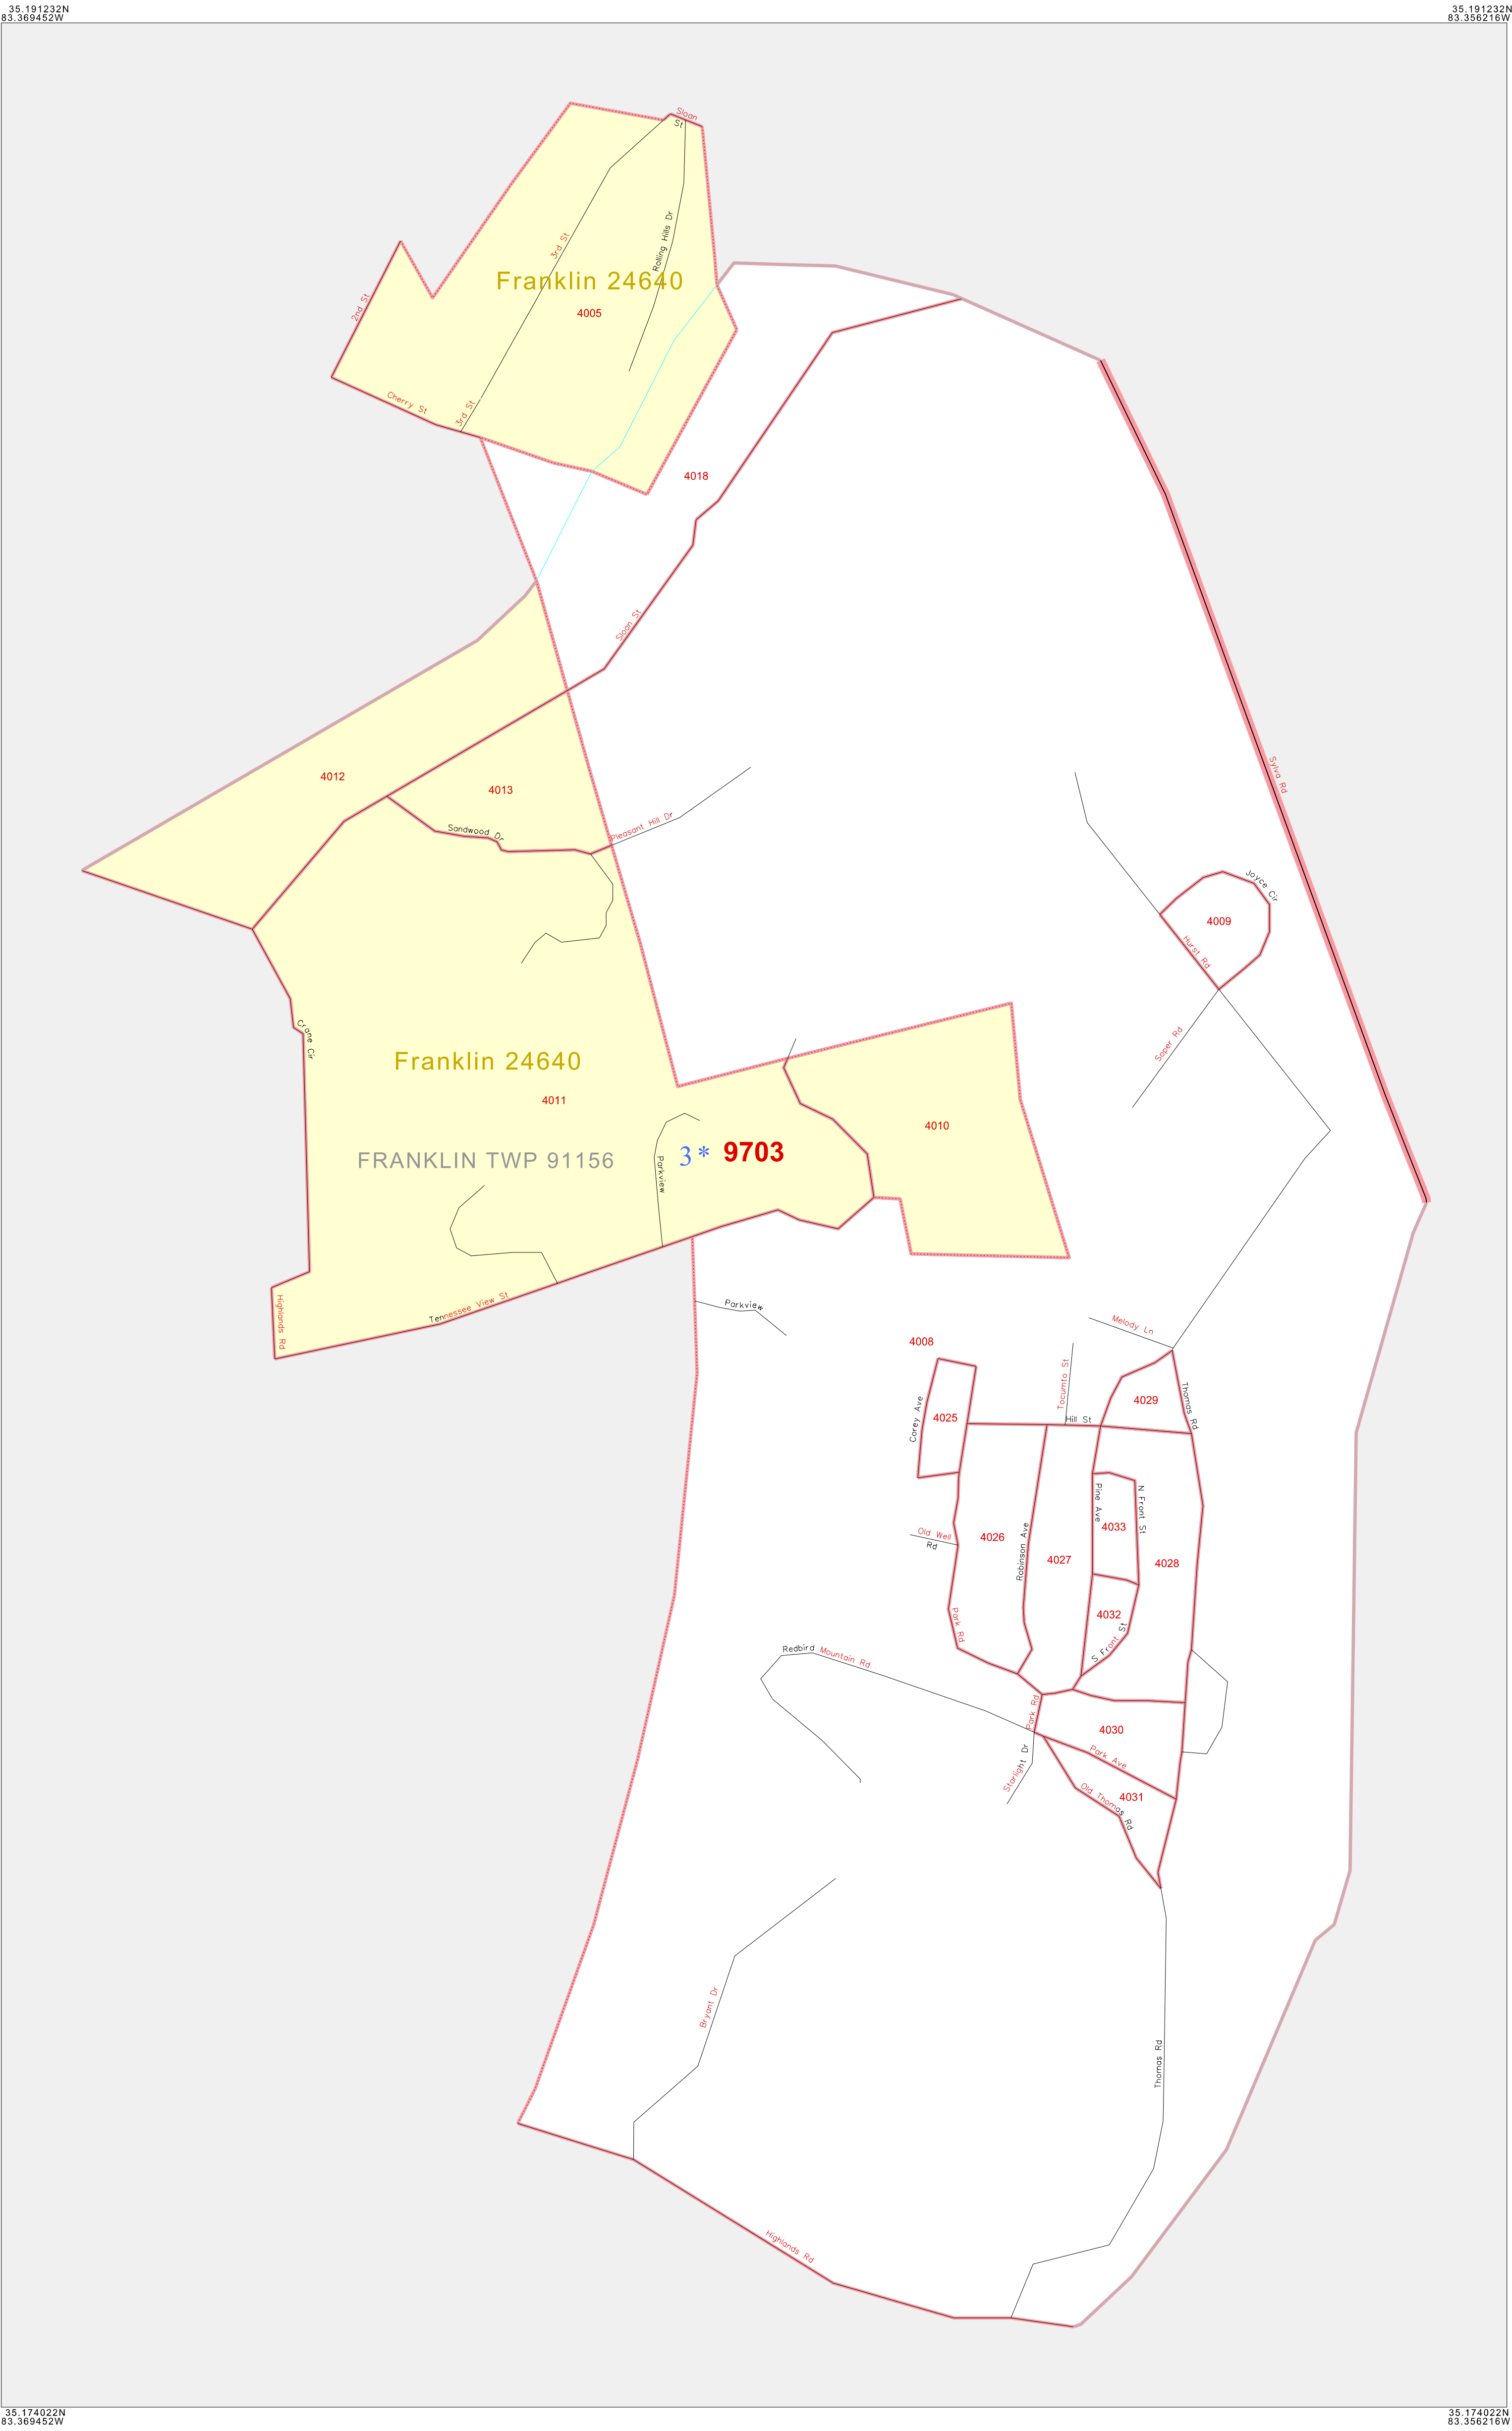 35.191232N
83.369452W
35.191232N
83.356216W
Sloan
St
3rd St
Rolling Hills Dr
Franklin 24640
2nd St
4005
Cherry St
3rd St
4018
Sloan St
4012
4013
Sylva Rd
Sandwood Dr
Pleasant Hill Dr
Joyce Cir
4009
Hurst Rd
Crane Cir
Soper Rd
Franklin 24640
4011
4010
FRANKLIN TWP 91156
3* 9703
Parkview
Highlands Rd
Tennessee View St
Parkview
Melody Ln
4008
Tocumto St
4029
Thomas Rd
Corey Ave
4025
Hill St
Pine Ave
N Front St
Old Well
Rd
4026
Robinson Ave
4033
4027
4028
4032
Park Rd
S Front St
Redbird Mountain Rd
Park Rd
4030
Starlight Dr
Park Ave
Old Thomas Rd
4031
Bryant Dr
Thomas Rd
Highlands Rd
35.174022N
83.369452W
35.174022N
83.356216W